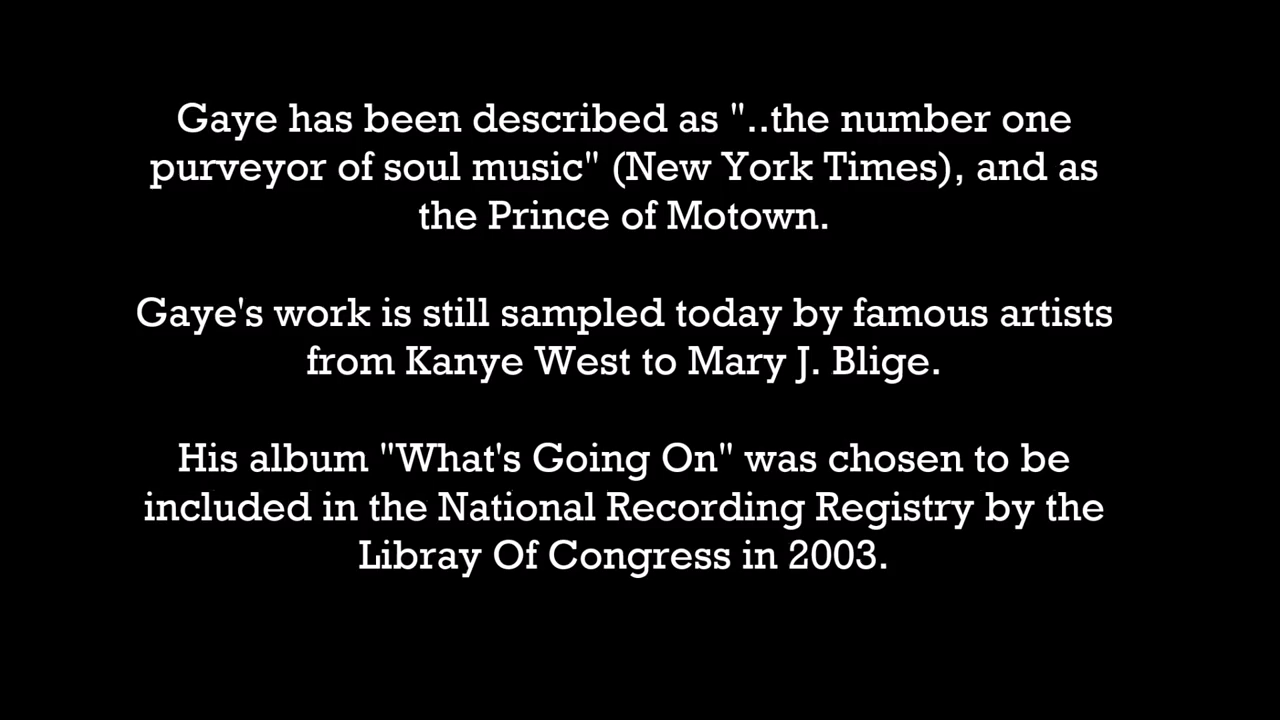 Gaye has been described as "..the number one
purveyor of soul music" (New York Times), and as
the Prince of Motown.
Gaye's work is still sampled today by famous artists
from Kanye West to Mary J. Blige.
His album "What's Going On" was chosen to be
included in the National Recording Registry by the
Libray Of Congress in 2003.